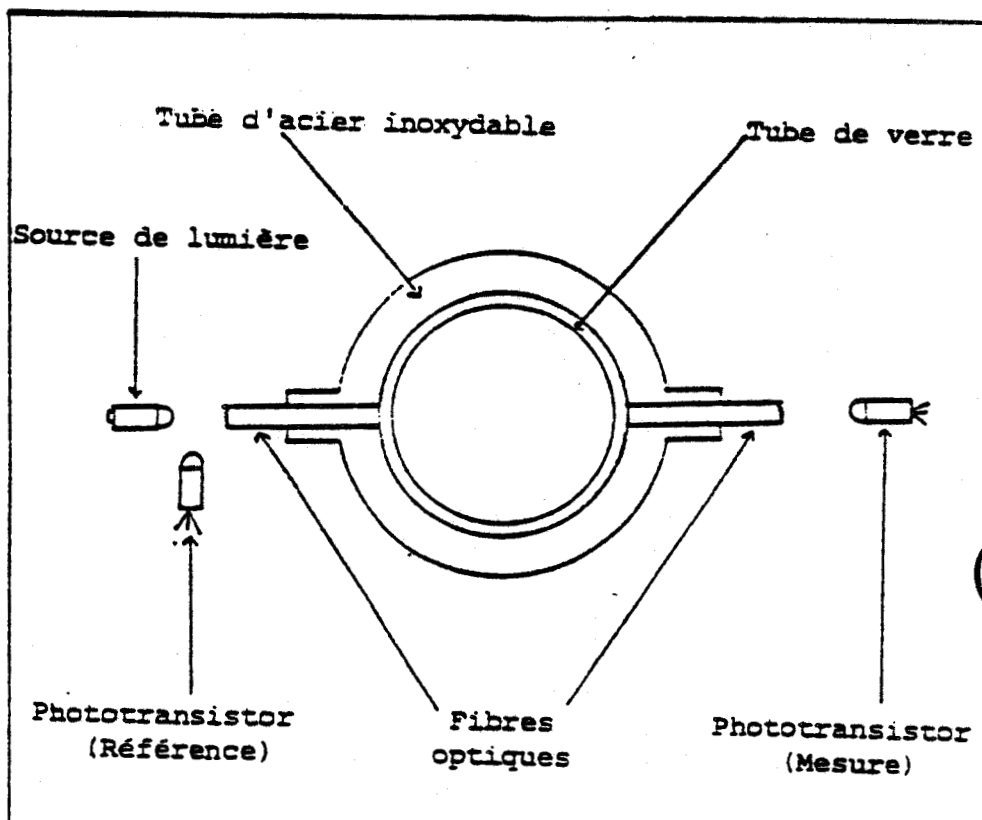 Tube d'acier inoxydable
Tube de verre
Source de lumière
Phototransistor
(Référence)
Fibres
optiques
Phototransistor
(Mesure)